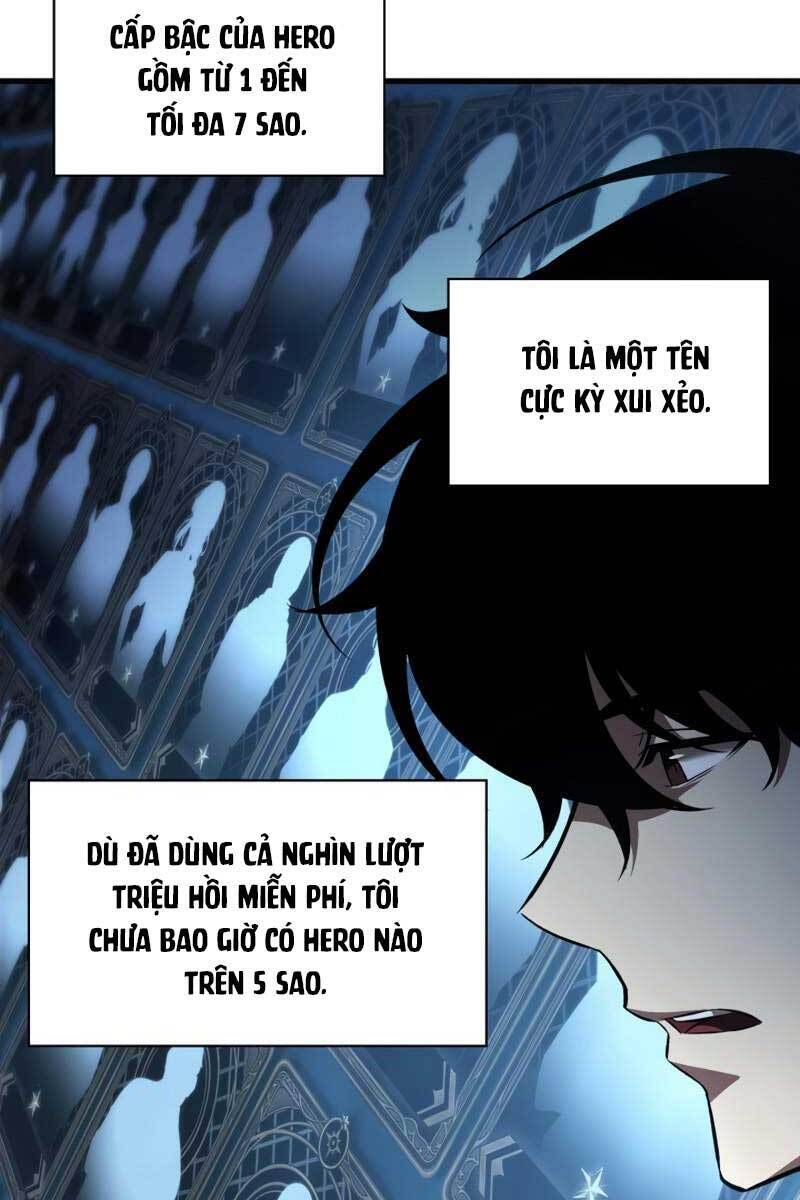 CẤP BẬC CỦA HERO
GỒM TỪ 1 ĐẾN
TỐI ĐA 7 SAO.
TÔI LÀ MỘT TÊN
CỰC KỲ XUI XẺO.
DÙ ĐÃ DÙNG CẢ NGHÌN LƯỢT
TRIỆU HỒI MIỄN PHÍ, TÔI
CHƯA BAO GIỜ CÓ HERO NÀO
TRÊN 5 SAO.